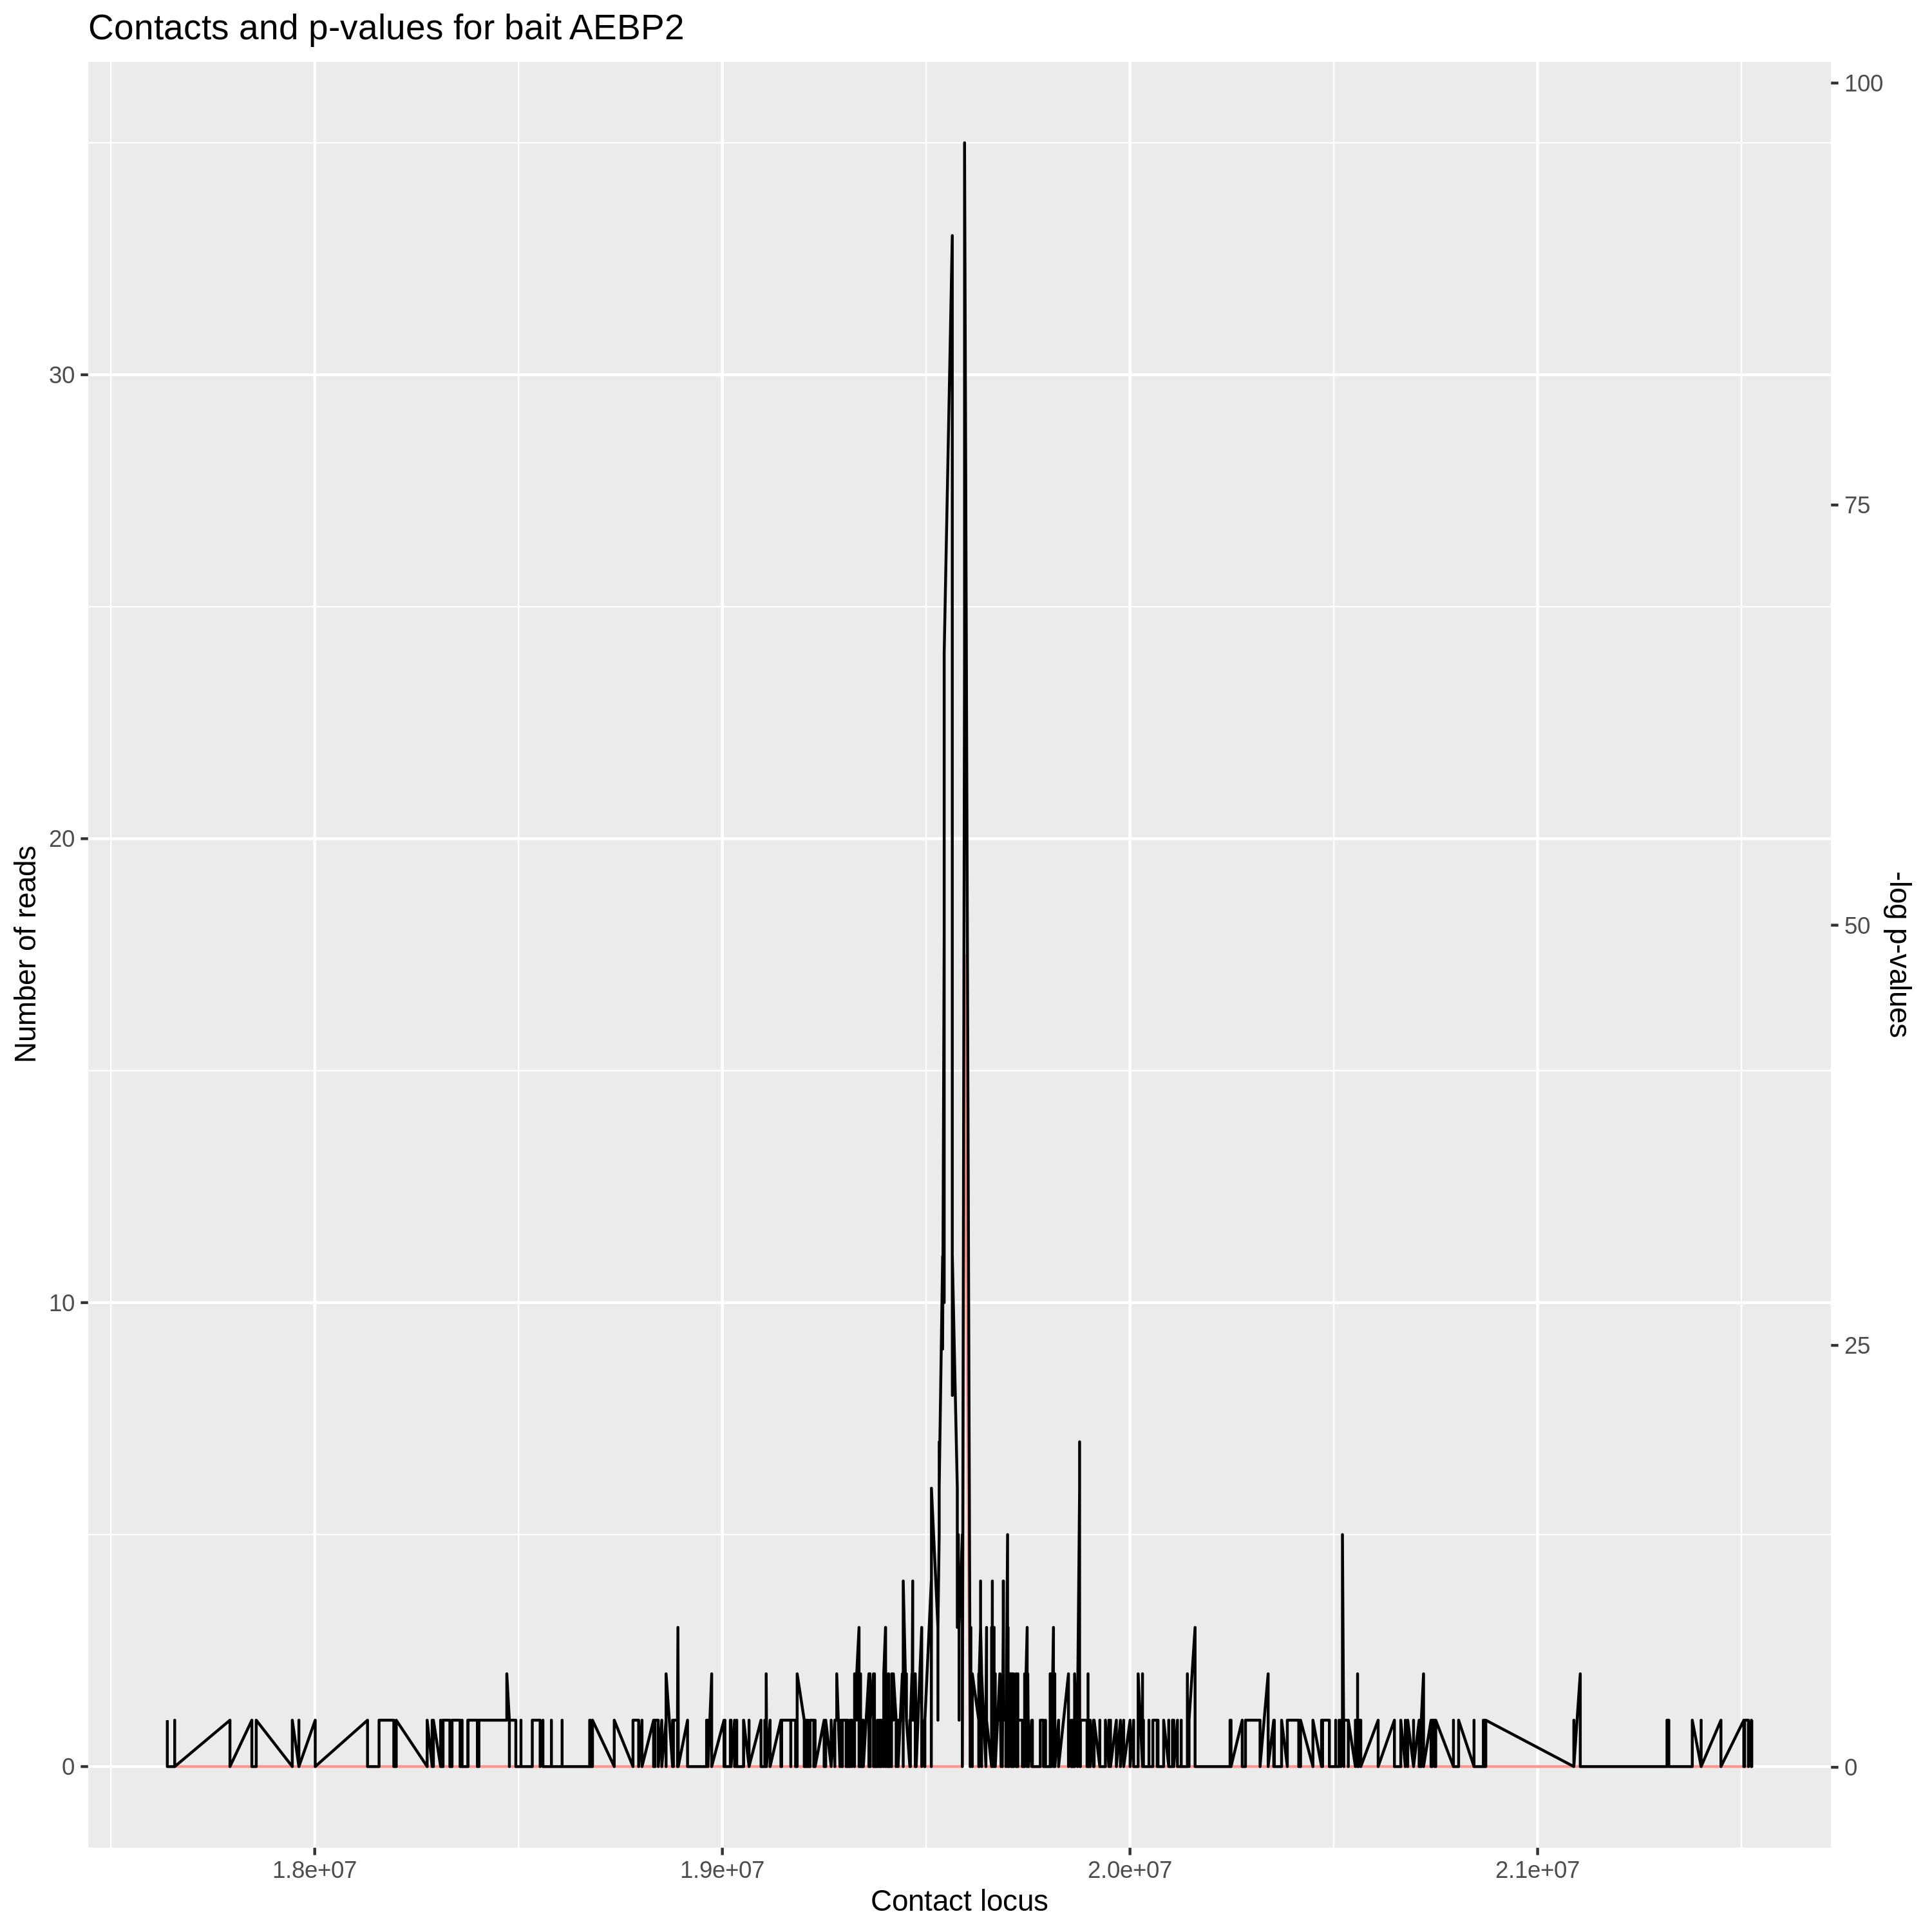 Contacts and p-values for bait AEBP2
Number of reads
30
20
10
0
100
75
50
25
0
-log p-values
1.8e+07
1.9e+07
2.0e+07
2.1e+07
Contact locus